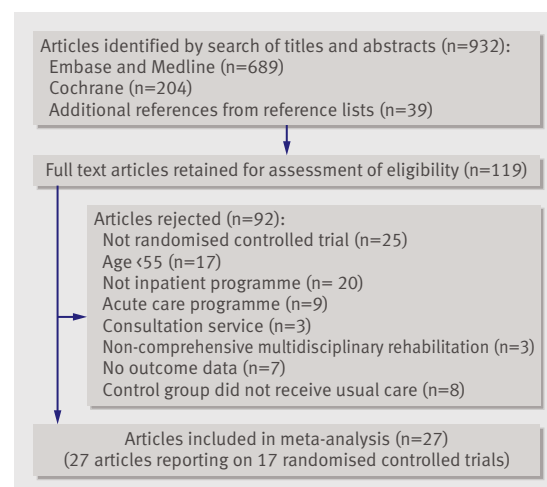 Articles identified by search of titles and abstracts (n=932):
Embase and Medline (n=689)
Cochrane (n=204)
Additional references from reference lists (n=39)
Full text articles retained for assessment of eligibility (n=119)
Articles rejected (n=92):
Not randomised controlled trial (n=25)
Age <55 (n=17)
Not inpatient programme (n= 20)
Acute care programme (n=9)
Consultation service (n=3)
Non-comprehensive multidisciplinary rehabilitation (n=3)
No outcome data (n=7)
Control group did not receive usual care (n=8)
Articles included in meta-analysis (n=27)
(27 articles reporting on 17 randomised controlled trials)